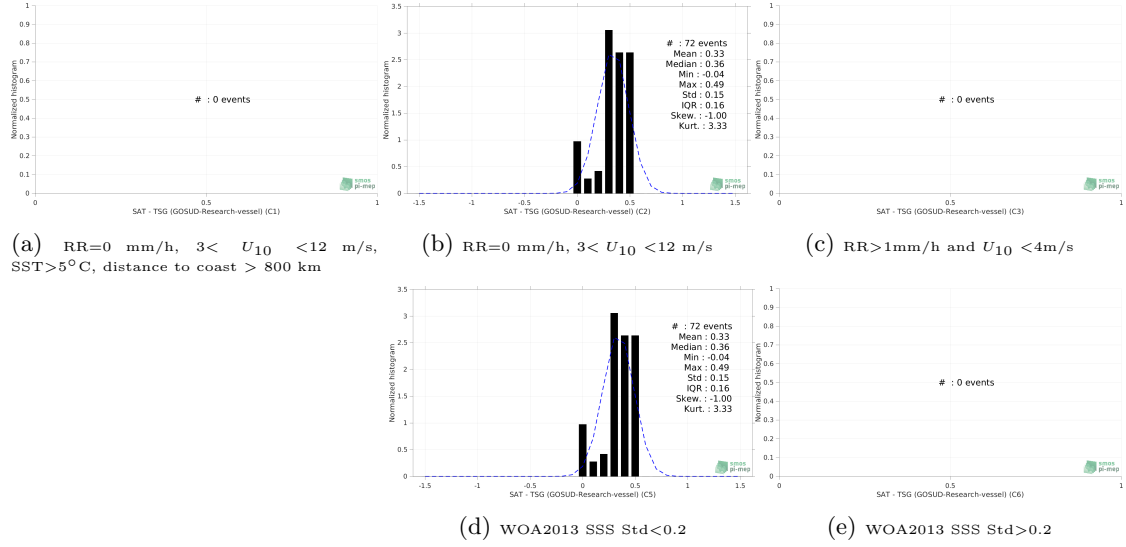 1
0.9
0.8
0.7
0.6
0.5
0.4
0.3
0.2
0.1
0
Normalized histogram
# : 0 events
smos
pi-mep
0 0.5 1
SAT - TSG (GOSUD-Research-vessel) (C1)
(a) RR=0 mm/h, 3< U10 <12 m/s,
SST>5°C, distance to coast > 800 km
3.5
3
2.5
2
1.5
1
0.5
0
Normalized histogram
# : 72 events
Mean : 0.33
Median : 0.36
Min : -0.04
Max : 0.49
Std : 0.15
IQR : 0.16
Skew. : -1.00
Kurt. : 3.33
smos
pi-mep
-1.5 -1 -0.5 0 0.5 1 1.5
SAT - TSG (GOSUD-Research-vessel) (C2)
(b) RR=0 mm/h, 3< U10 <12 m/s
1
0.9
0.8
0.7
0.6
0.5
0.4
0.3
0.2
0.1
0
Normalized histogram
# : 0 events
smos
pi-mep
0 0.5 1
SAT - TSG (GOSUD-Research-vessel) (C3)
(c) RR>1mm/h and U10 <4m/s
3.5
3
2.5
2
1.5
1
0.5
0
Normalized histogram
# : 72 events
Mean : 0.33
Median : 0.36
Min : -0.04
Max : 0.49
Std : 0.15
IQR : 0.16
Skew. : -1.00
Kurt. : 3.33
smos
pi-mep
-1.5 -1 -0.5 0 0.5 1 1.5
SAT - TSG (GOSUD-Research-vessel) (C5)
(d) WOA2013 SSS Std<0.2
1
0.9
0.8
0.7
0.6
0.5
0.4
0.3
0.2
0.1
0
Normalized histogram
# : 0 events
smos
pi-mep
0 0.5 1
SAT - TSG (GOSUD-Research-vessel) (C6)
(e) WOA2013 SSS Std>0.2